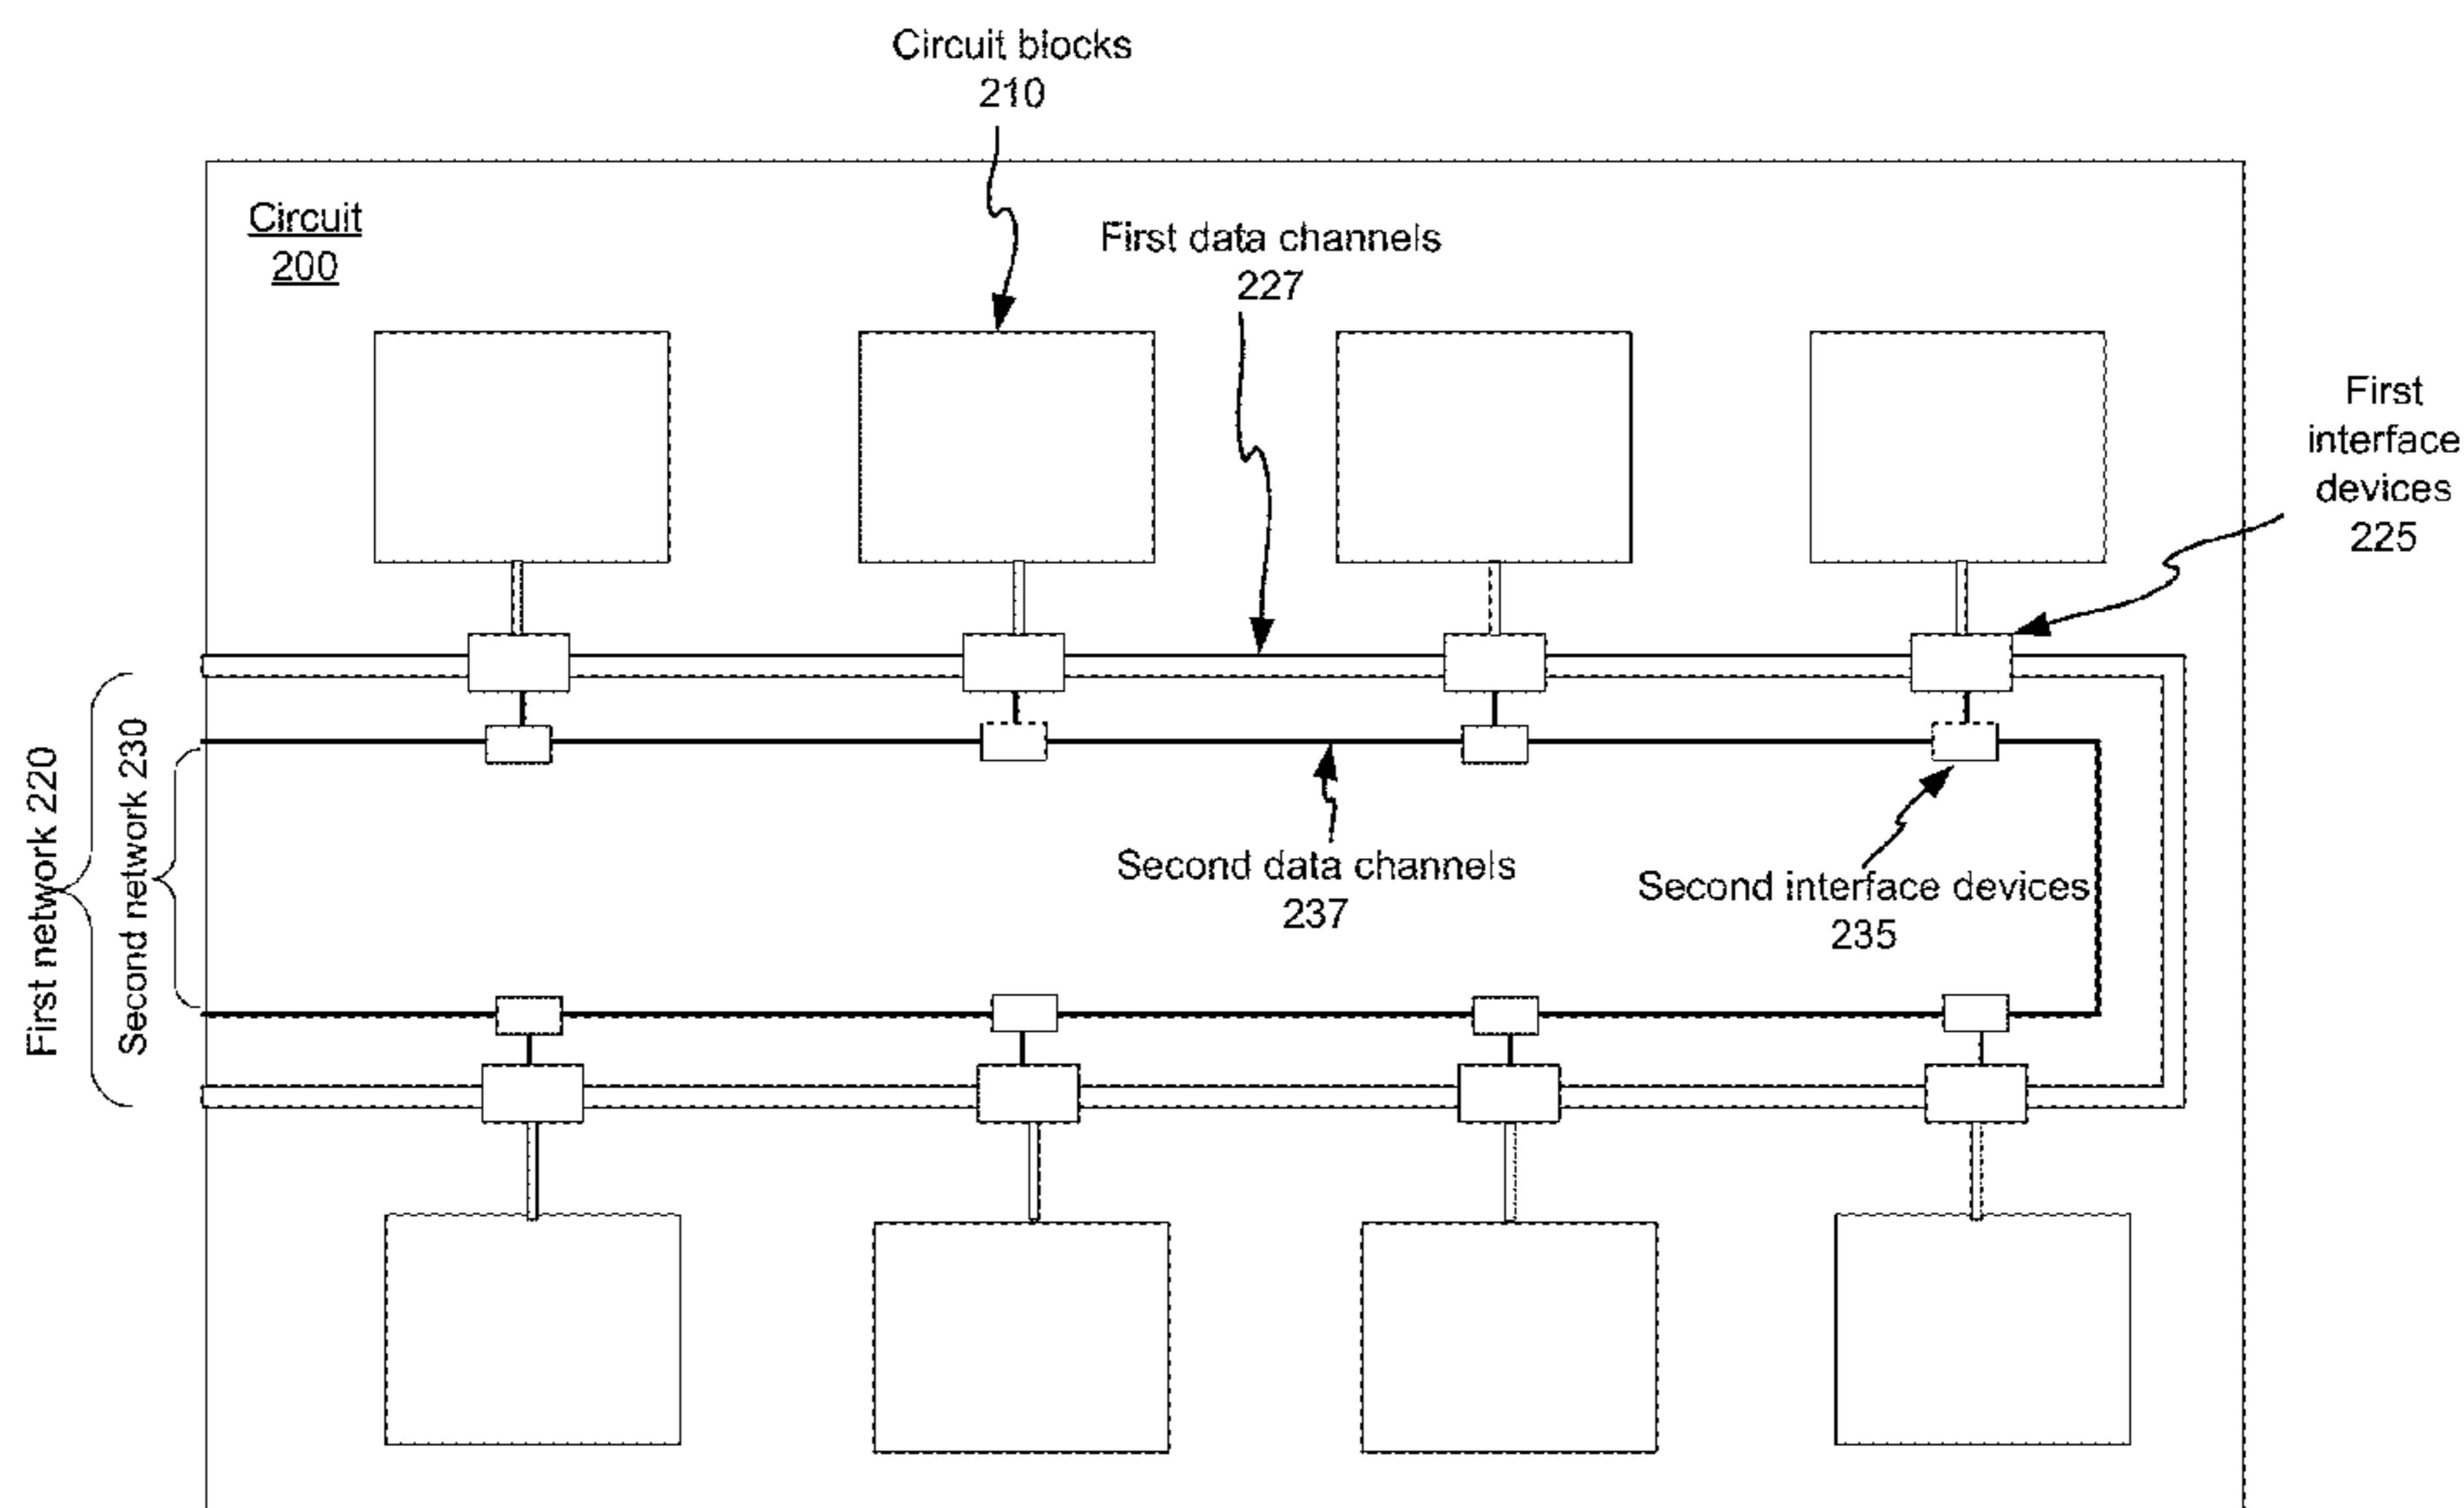 Circuit blocks
210
Circuit
200
First data channels
227
First
interface
devices
225
First network 220
Second network 230
Second data channels
237
Second interface devices
235